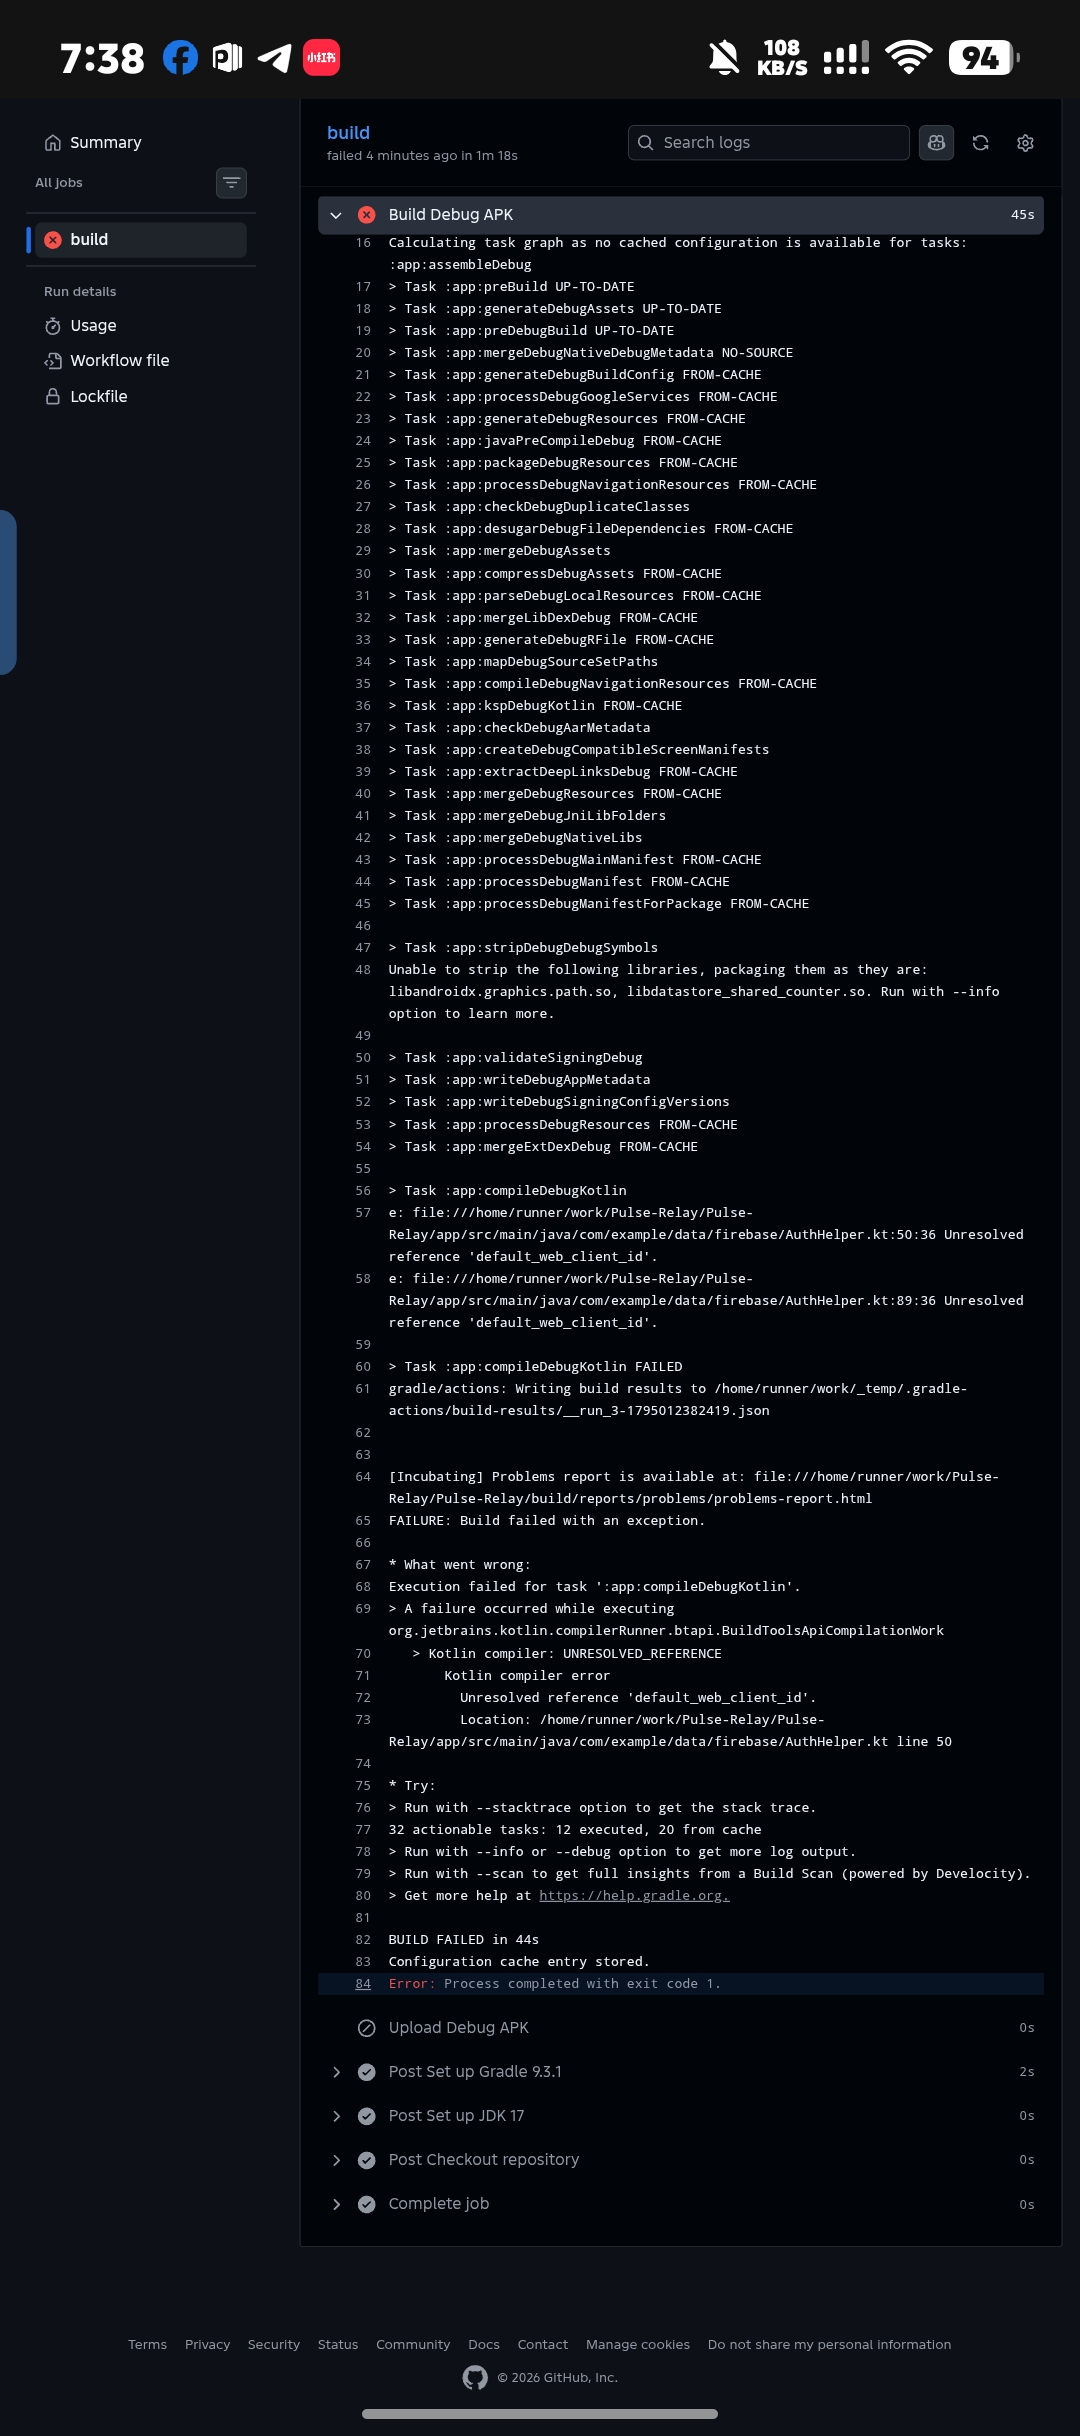 7:38
小红书
108
KB/S
94
Summary
All jobs
build
Run details
Usage
Workflow file
Lockfile
build
failed 4 minutes ago in 1m 18s
Search logs
Build Debug APK 45s
16 Calculating task graph as no cached configuration is available for tasks:
:app:assembleDebug
17 > Task :app:preBuild UP-TO-DATE
18 > Task :app:generateDebugAssets UP-TO-DATE
19 > Task :app:preDebugBuild UP-TO-DATE
20 > Task :app:mergeDebugNativeDebugMetadata NO-SOURCE
21 > Task :app:generateDebugBuildConfig FROM-CACHE
22 > Task :app:processDebugGoogleServices FROM-CACHE
23 > Task :app:generateDebugResources FROM-CACHE
24 > Task :app:javaPreCompileDebug FROM-CACHE
25 > Task :app:packageDebugResources FROM-CACHE
26 > Task :app:processDebugNavigationResources FROM-CACHE
27 > Task :app:checkDebugDuplicateClasses
28 > Task :app:desugarDebugFileDependencies FROM-CACHE
29 > Task :app:mergeDebugAssets
30 > Task :app:compressDebugAssets FROM-CACHE
31 > Task :app:parseDebugLocalResources FROM-CACHE
32 > Task :app:mergeLibDexDebug FROM-CACHE
33 > Task :app:generateDebugRFile FROM-CACHE
34 > Task :app:mapDebugSourceSetPaths
35 > Task :app:compileDebugNavigationResources FROM-CACHE
36 > Task :app:kspDebugKotlin FROM-CACHE
37 > Task :app:checkDebugAarMetadata
38 > Task :app:createDebugCompatibleScreenManifests
39 > Task :app:extractDeepLinksDebug FROM-CACHE
40 > Task :app:mergeDebugResources FROM-CACHE
41 > Task :app:mergeDebugJniLibFolders
42 > Task :app:mergeDebugNativeLibs
43 > Task :app:processDebugMainManifest FROM-CACHE
44 > Task :app:processDebugManifest FROM-CACHE
45 > Task :app:processDebugManifestForPackage FROM-CACHE
46
47 > Task :app:stripDebugDebugSymbols
48 Unable to strip the following libraries, packaging them as they are:
libandroidx.graphics.path.so, libdatastore_shared_counter.so. Run with --info
option to learn more.
49
50 > Task :app:validateSigningDebug
51 > Task :app:writeDebugAppMetadata
52 > Task :app:writeDebugSigningConfigVersions
53 > Task :app:processDebugResources FROM-CACHE
54 > Task :app:mergeExtDexDebug FROM-CACHE
55
56 > Task :app:compileDebugKotlin
57 e: file:///home/runner/work/Pulse-Relay/Pulse-
Relay/app/src/main/java/com/example/data/firebase/AuthHelper.kt:50:36 Unresolved
reference 'default_web_client_id'.
58 e: file:///home/runner/work/Pulse-Relay/Pulse-
Relay/app/src/main/java/com/example/data/firebase/AuthHelper.kt:89:36 Unresolved
reference 'default_web_client_id'.
59
60 > Task :app:compileDebugKotlin FAILED
61 gradle/actions: Writing build results to /home/runner/work/_temp/.gradle-
actions/build-results/__run_3-1795012382419.json
62
63
64 [Incubating] Problems report is available at: file:///home/runner/work/Pulse-
Relay/Pulse-Relay/build/reports/problems/problems-report.html
65 FAILURE: Build failed with an exception.
66
67 * What went wrong:
68 Execution failed for task ':app:compileDebugKotlin'.
69 > A failure occurred while executing
org.jetbrains.kotlin.compilerRunner.btapi.BuildToolsApiCompilationWork
70 > Kotlin compiler: UNRESOLVED_REFERENCE
71 Kotlin compiler error
72 Unresolved reference 'default_web_client_id'.
73 Location: /home/runner/work/Pulse-Relay/Pulse-
Relay/app/src/main/java/com/example/data/firebase/AuthHelper.kt line 50
74
75 * Try:
76 > Run with --stacktrace option to get the stack trace.
77 32 actionable tasks: 12 executed, 20 from cache
78 > Run with --info or --debug option to get more log output.
79 > Run with --scan to get full insights from a Build Scan (powered by Develocity).
80 > Get more help at https://help.gradle.org.
81
82 BUILD FAILED in 44s
83 Configuration cache entry stored.
84 Error: Process completed with exit code 1.
Upload Debug APK 0s
Post Set up Gradle 9.3.1 2s
Post Set up JDK 17 0s
Post Checkout repository 0s
Complete job 0s
Terms Privacy Security Status Community Docs Contact Manage cookies Do not share my personal information
© 2026 GitHub, Inc.